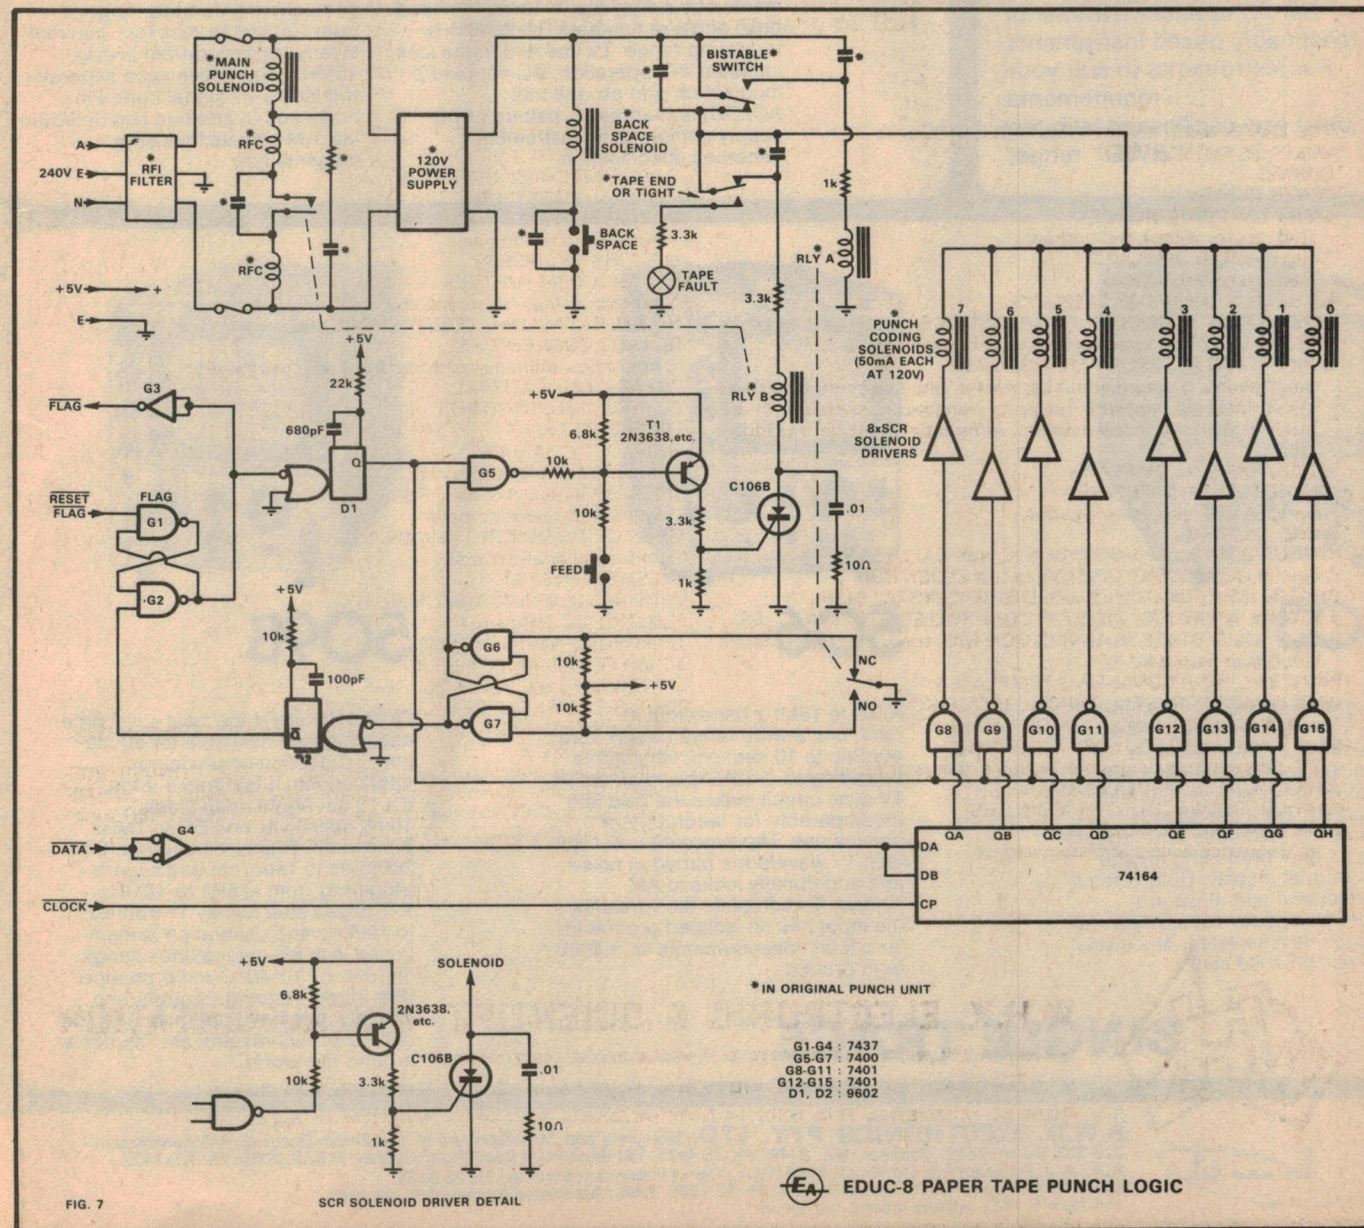 *MAIN
PUNCH
SOLENOID
A
240V E
N
*
RFI
FILTER
*
RFC
*
*
*
*
RFC
+5V
+
E
*
120V
POWER
SUPPLY
*
BACK
SPACE
SOLENOID
*
BACK
SPACE
*
BISTABLE*
SWITCH
*
*
*TAPE END
OR TIGHT
3.3k
TAPE
FAULT
1k
RLY A
*
3.3k
*
RLY B
*
PUNCH
CODING
SOLENOIDS
(50mA EACH
AT 120V)
7
6
5
4
3
2
1
0
8xSCR
SOLENOID
DRIVERS
+5V
22k
680pF
G3
FLAG
RESET
FLAG
FLAG
G1
G2
Q
D1
G5
10k
+5V
6.8k
T1
2N3638.etc.
10k
FEED
3.3k
1k
C106B
.01
10Ω
+5V
10k
100pF
Q
G6
G7
10k
+5V
10k
NC
NO
G8
G9
G10
G11
G12
G13
G14
G15
QA
QB
QC
QD
QE
QF
QG
QH
DA
DB
CP
74164
DATA
G4
CLOCK
+5V
6.8k
2N3638.
etc.
10k
3.3k
1k
SOLENOID
C106B
.01
10Ω
*IN ORIGINAL PUNCH UNIT
G1-G4 : 7437
G5-G7 : 7400
G8-G11 : 7401
G12-G15 : 7401
D1, D2 : 9602
FIG. 7
SCR SOLENOID DRIVER DETAIL
EA
EDUC-8 PAPER TAPE PUNCH LOGIC